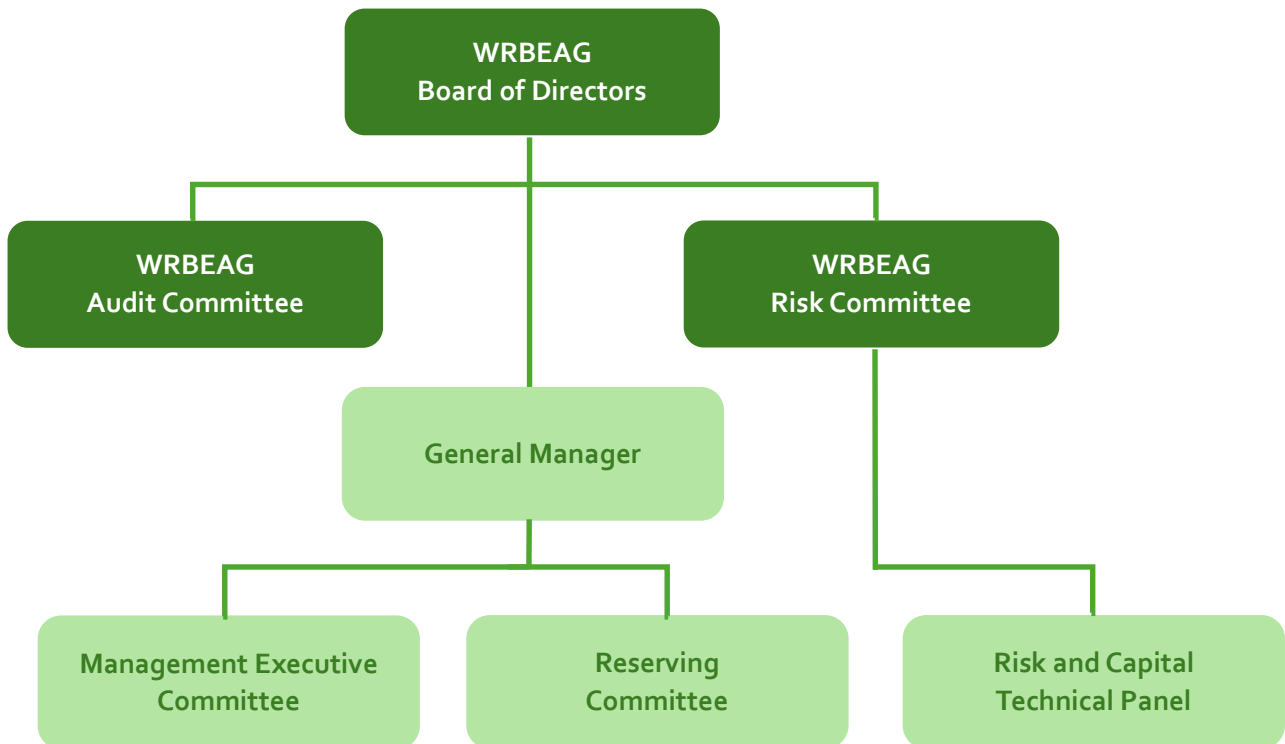 WRBEAG
Board of Directors
WRBEAG
Audit Committee
WRBEAG
Risk Committee
General Manager
Management Executive
Committee
Reserving
Committee
Risk and Capital
Technical Panel